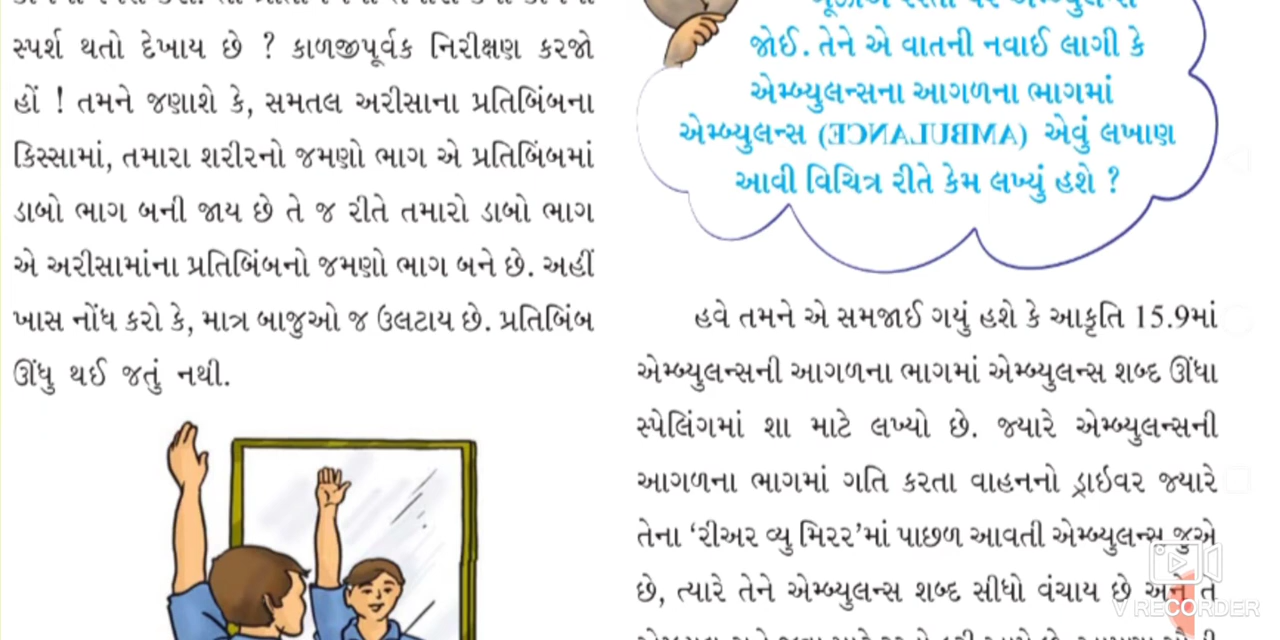 સ્પર્શ થતો દેખાય છે ? કાળજીપૂર્વક નિરીક્ષણ કરજો
હોં ! તમને જણાશે કે, સમતલ અરીસાના પ્રતિબિંબના
કિસ્સામાં, તમારા શરીરનો જમણો ભાગ એ પ્રતિબિંબમાં
ડાબો ભાગ બની જાય છે તે જ રીતે તમારો ડાબો ભાગ
એ અરીસામાંના પ્રતિબિંબનો જમણો ભાગ બને છે. અહીં
ખાસ નોંધ કરો કે, માત્ર બાજુઓ જ ઉલટાય છે. પ્રતિબિંબ
ઊંધુ થઈ જતું નથી.
જોઈ. તેને એ વાતની નવાઈ લાગી કે
એમ્બ્યુલન્સના આગળના ભાગમાં
એમ્બ્યુલન્સ (AMBULANCE) એવું લખાણ
આવી વિચિત્ર રીતે કેમ લખ્યું હશે ?
હવે તમને એ સમજાઈ ગયું હશે કે આકૃતિ 15.9માં
એમ્બ્યુલન્સની આગળના ભાગમાં એમ્બ્યુલન્સ શબ્દ ઊંધા
સ્પેલિંગમાં શા માટે લખ્યો છે. જ્યારે એમ્બ્યુલન્સની
આગળના ભાગમાં ગતિ કરતા વાહનનો ડ્રાઇવર જ્યારે
તેના ‘રીઅર વ્યુ મિરર’માં પાછળ આવતી એમ્બ્યુલન્સ જુએ
છે, ત્યારે તેને એમ્બ્યુલન્સ શબ્દ સીધો વંચાય છે અને તે
V RECORDER